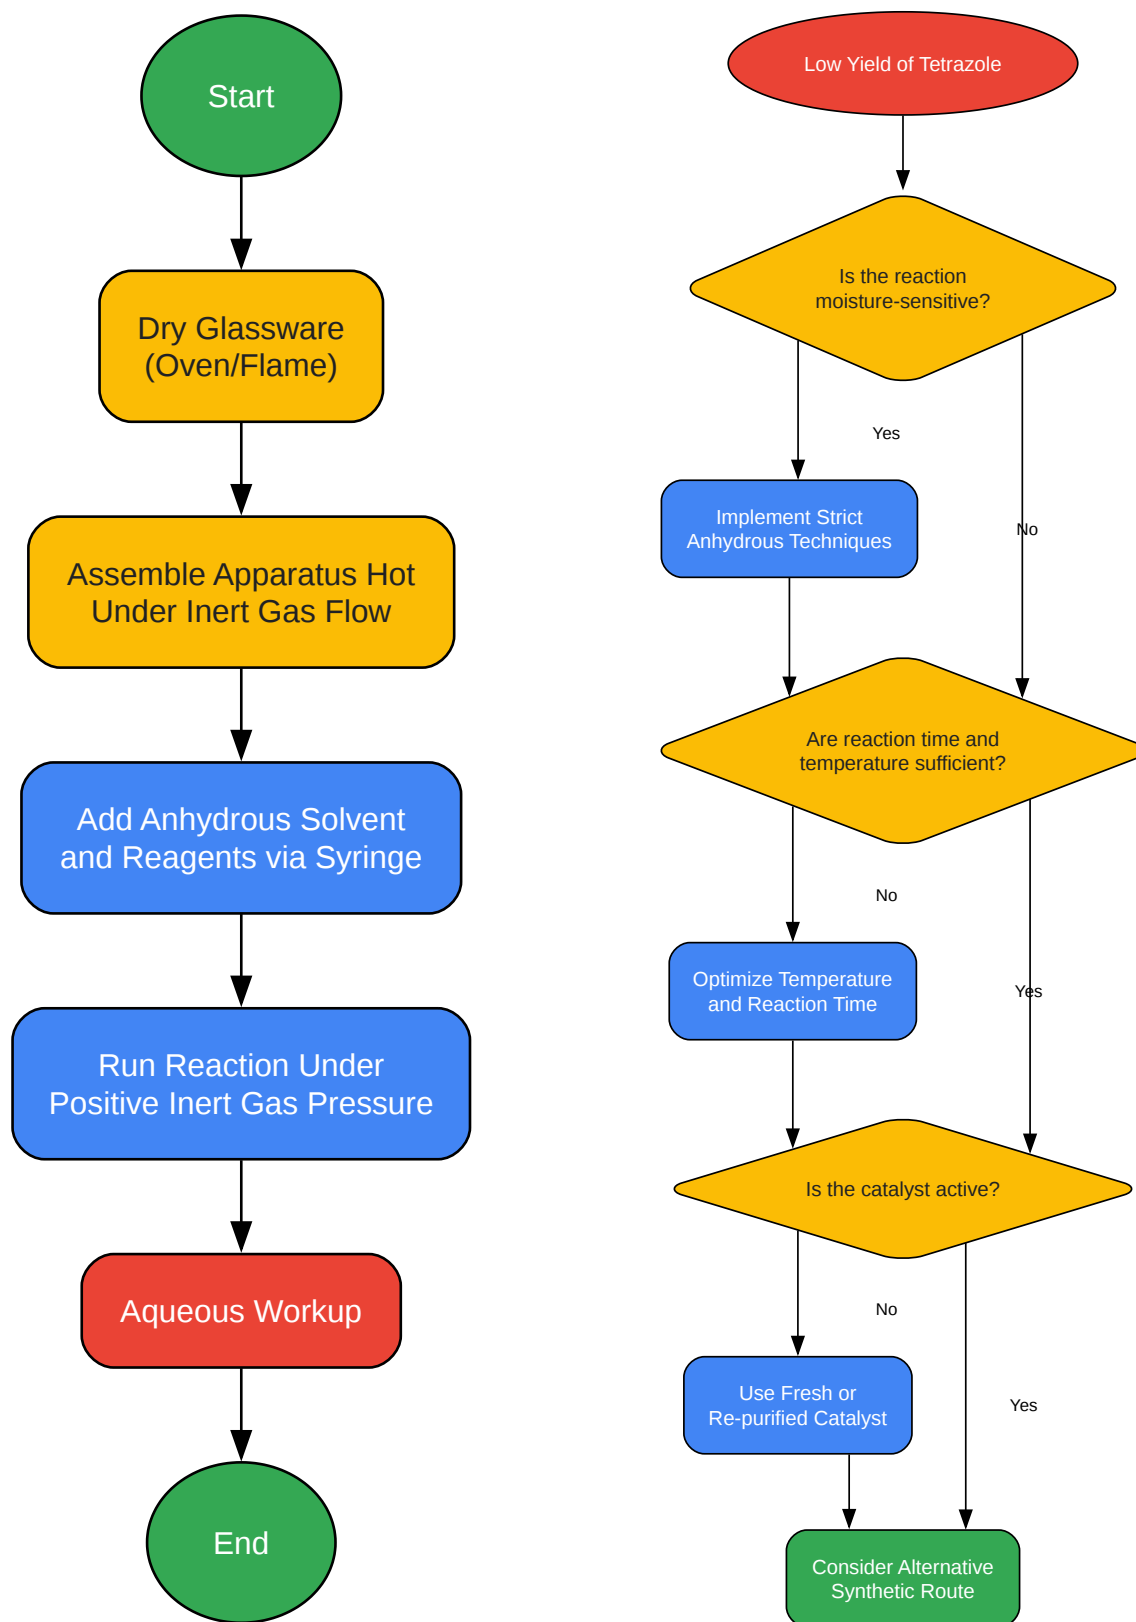 Start
Dry Glassware
(Oven/Flame)
Assemble Apparatus Hot
Under Inert Gas Flow
Add Anhydrous Solvent
and Reagents via Syringe
Run Reaction Under
Positive Inert Gas Pressure
Aqueous Workup
End
Low Yield of Tetrazole
Is the reaction
moisture-sensitive?
Yes
Implement Strict
Anhydrous Techniques
No
Are reaction time and
temperature sufficient?
No
Optimize Temperature
and Reaction Time
Yes
Is the catalyst active?
No
Use Fresh or
Re-purified Catalyst
Yes
Consider Alternative
Synthetic Route